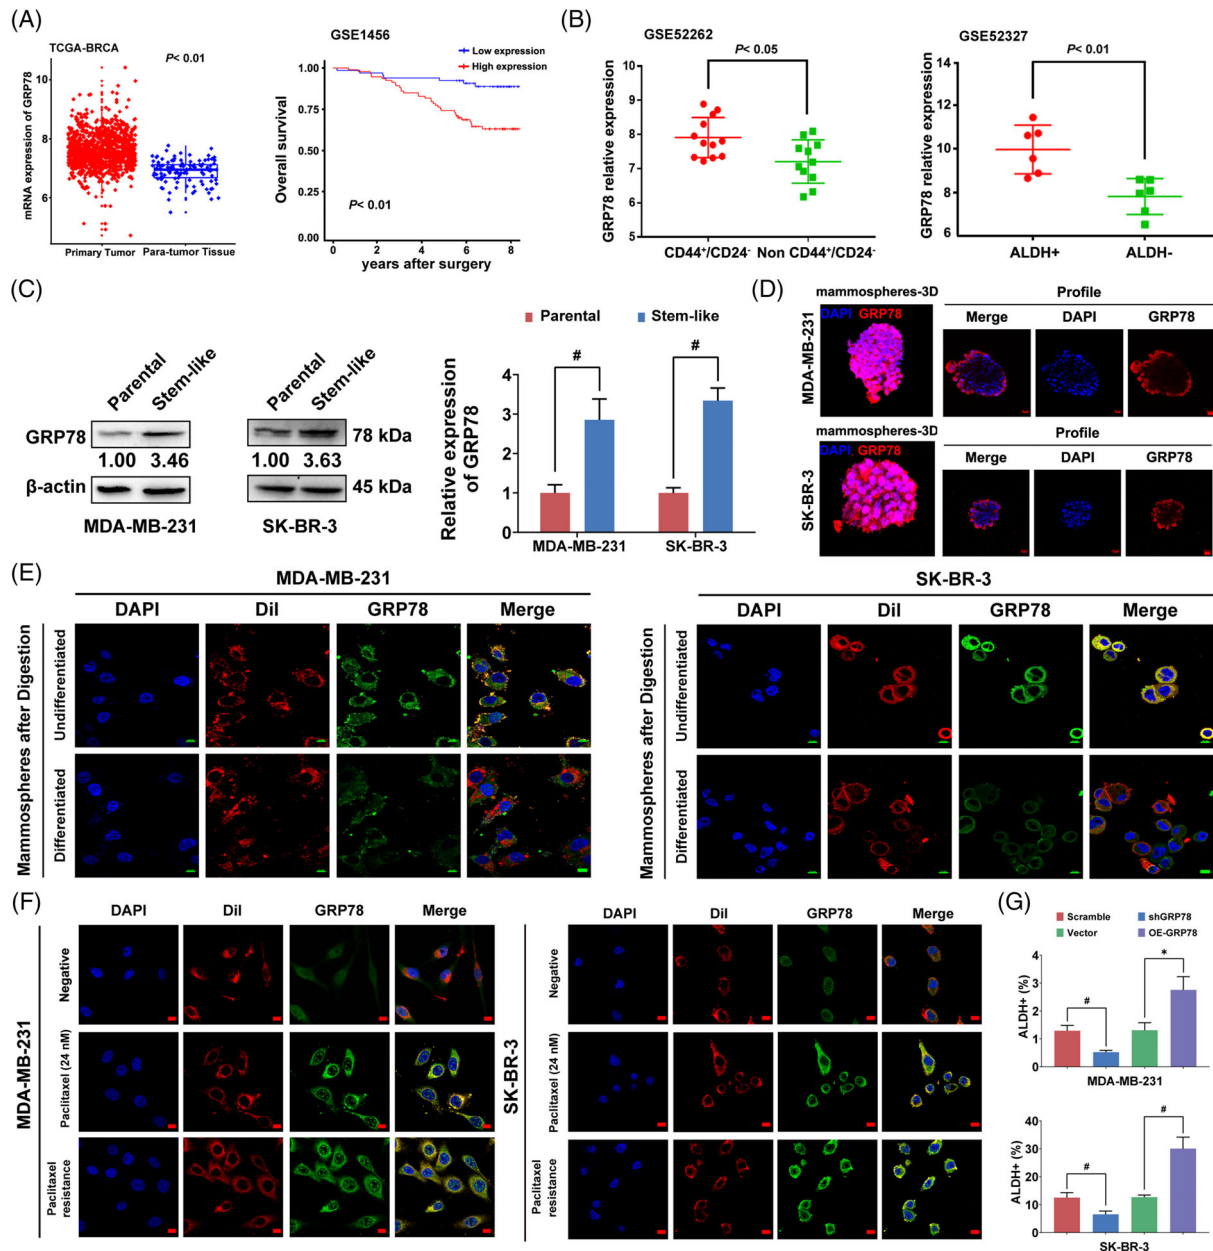 (A)
TCGA-BRCA
P< 0.01
mRNA expression of GRP78
10
8
6
Primary Tumor
Para-tumor Tissue
GSE1456
Low expression
High expression
Overall survival
1.00
0.75
0.50
0.25
0.00
P< 0.01
0 2 4 6 8
years after surgery
(B)
GSE52262
P< 0.05
GRP78 relative expression
10
9
8
7
6
5
CD44+/CD24-
Non CD44+/CD24-
GSE52327
P< 0.01
GRP78 relative expression
14
12
10
8
6
ALDH+
ALDH-
(C)
Parental
Stem-like
Parental
Stem-like
GRP78
78 kDa
1.00 3.46
1.00 3.63
β-actin
45 kDa
MDA-MB-231
SK-BR-3
Parental
Stem-like
#
#
Relative expression
of GRP78
4
3
2
1
0
MDA-MB-231
SK-BR-3
(D)
mammospheres-3D
Profile
DAPI GRP78
Merge
DAPI
GRP78
MDA-MB-231
mammospheres-3D
Profile
DAPI GRP78
Merge
DAPI
GRP78
SK-BR-3
(E)
MDA-MB-231
DAPI
Dil
GRP78
Merge
Mammospheres after Digestion
Undifferentiated
Differentiated
SK-BR-3
DAPI
Dil
GRP78
Merge
Mammospheres after Digestion
Undifferentiated
Differentiated
(F)
DAPI
Dil
GRP78
Merge
MDA-MB-231
Negative
Paclitaxel (24 nM)
Paclitaxel
resistance
DAPI
Dil
GRP78
Merge
SK-BR-3
Negative
Paclitaxel (24 nM)
Paclitaxel
resistance
(G)
Scramble
shGRP78
Vector
OE-GRP78
ALDH+ (%)
4
3
2
1
0
#
*
MDA-MB-231
ALDH+ (%)
40
30
20
10
0
#
#
SK-BR-3